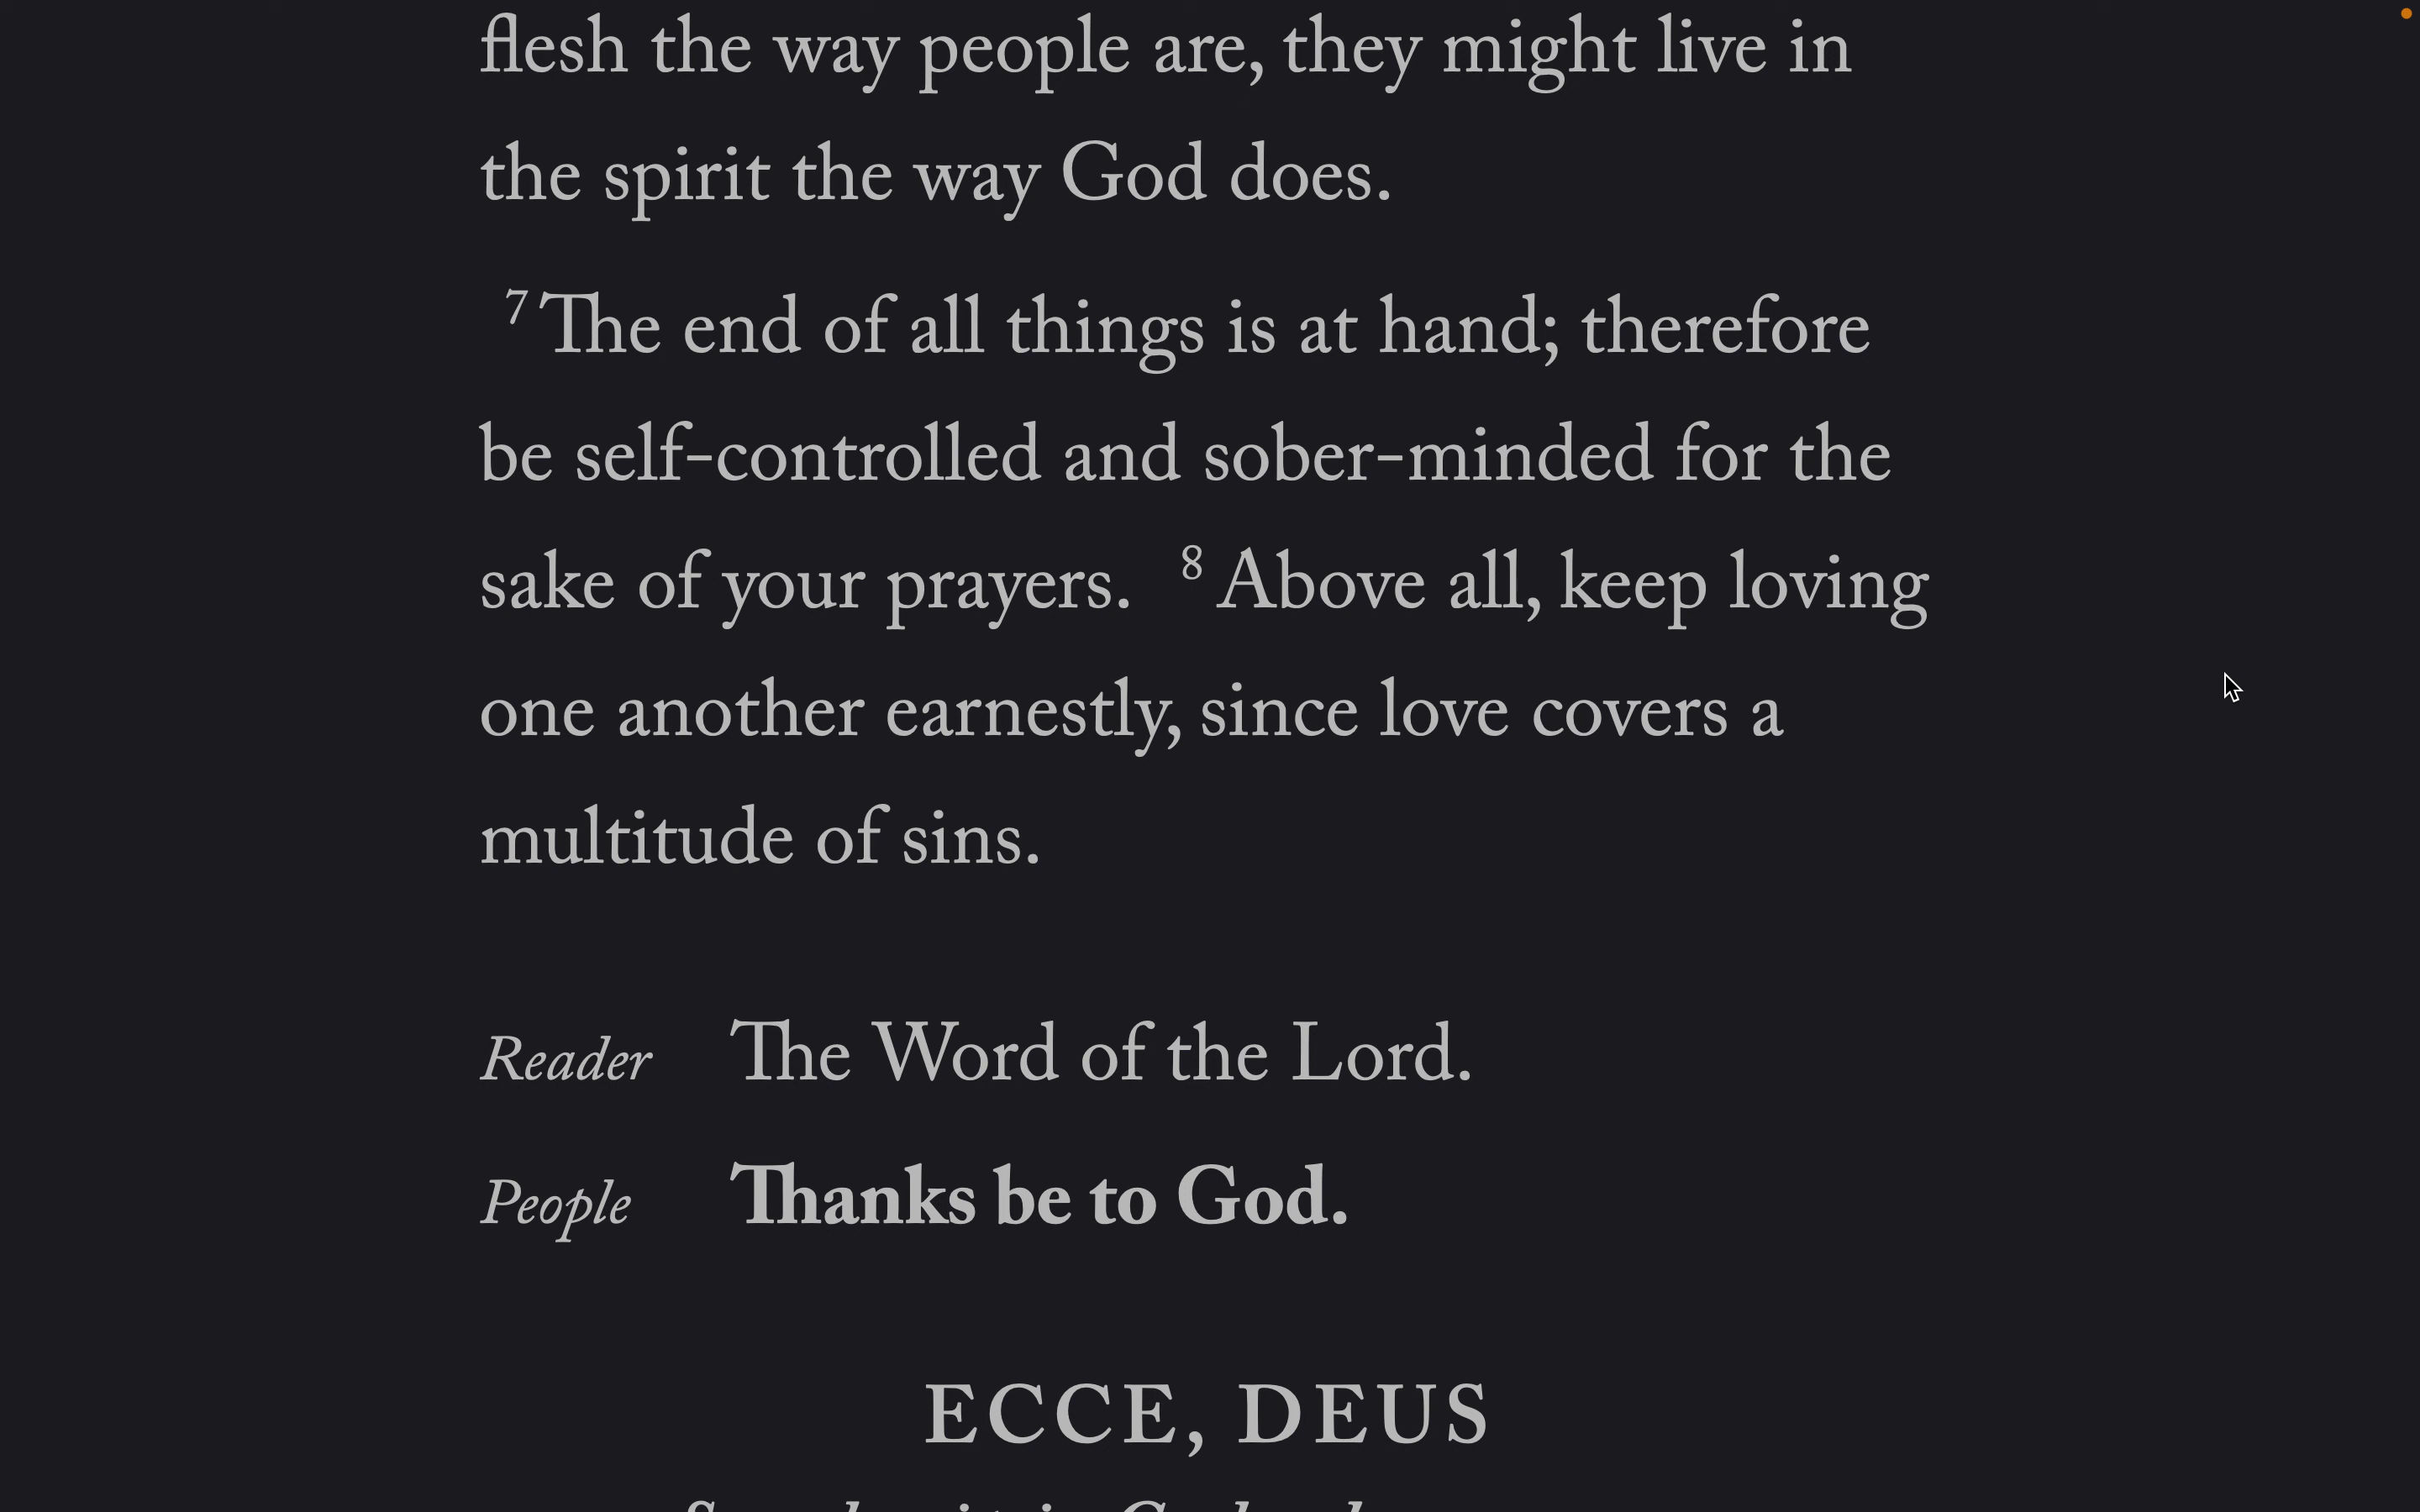 flesh the way people are, they might live in
the spirit the way God does.
7 The end of all things is at hand; therefore
be self-controlled and sober-minded for the
sake of your prayers. 8 Above all, keep loving
one another earnestly, since love covers a
multitude of sins.
Reader The Word of the Lord.
People Thanks be to God.
ECCE, DEUS